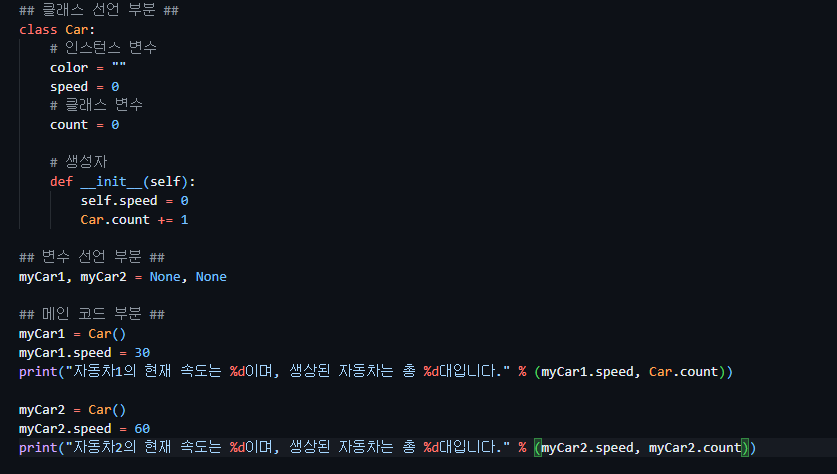 ## 클래스 선언 부분 ##
class Car:
    # 인스턴스 변수
    color = ""
    speed = 0
    # 클래스 변수
    count = 0

    # 생성자
    def __init__(self):
        self.speed = 0
        Car.count += 1

## 변수 선언 부분 ##
myCar1, myCar2 = None, None

## 메인 코드 부분 ##
myCar1 = Car()
myCar1.speed = 30
print("자동차1의 현재 속도는 %d이며, 생상된 자동차는 총 %d대입니다." % (myCar1.speed, Car.count))

myCar2 = Car()
myCar2.speed = 60
print("자동차2의 현재 속도는 %d이며, 생상된 자동차는 총 %d대입니다." % (myCar2.speed, myCar2.count))